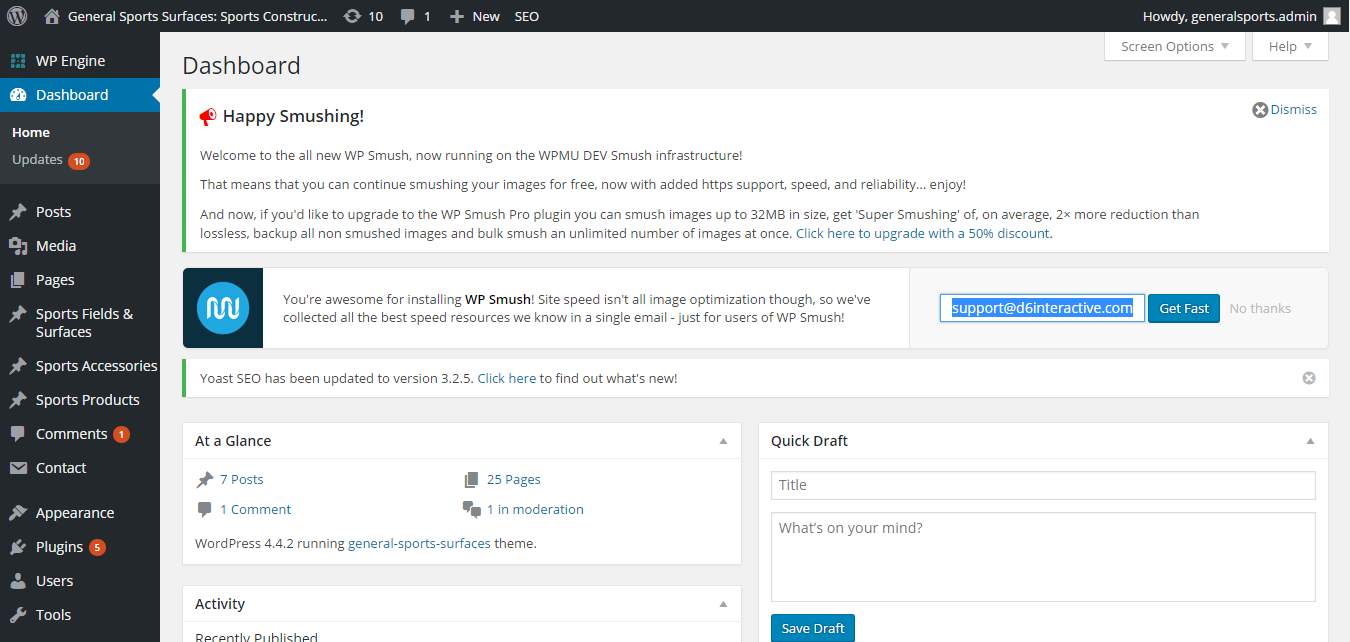 General Sports Surfaces: Sports Construc... 10 1 New SEO Howdy, generalsports.admin
WP Engine
Dashboard
Home
Updates 10
Posts
Media
Pages
Sports Fields &
Surfaces
Sports Accessories
Sports Products
Comments 1
Contact
Appearance
Plugins 5
Users
Tools
Screen Options Help
Dashboard
Happy Smushing!
Dismiss
Welcome to the all new WP Smush, now running on the WPMU DEV Smush infrastructure!
That means that you can continue smushing your images for free, now with added https support, speed, and reliability... enjoy!
And now, if you'd like to upgrade to the WP Smush Pro plugin you can smush images up to 32MB in size, get 'Super Smushing' of, on average, 2× more reduction than
lossless, backup all non smushed images and bulk smush an unlimited number of images at once. Click here to upgrade with a 50% discount.
You're awesome for installing WP Smush! Site speed isn't all image optimization though, so we've
collected all the best speed resources we know in a single email - just for users of WP Smush!
support@d6interactive.com Get Fast No thanks
Yoast SEO has been updated to version 3.2.5. Click here to find out what's new!
At a Glance
7 Posts 25 Pages
1 Comment 1 in moderation
WordPress 4.4.2 running general-sports-surfaces theme.
Activity
Recently Published
Quick Draft
Title
What's on your mind?
Save Draft